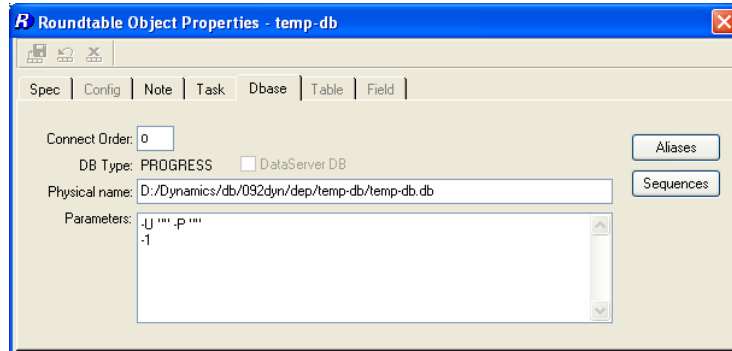 R Roundtable Object Properties - temp-db
Spec Config Note Task Dbase Table Field
Connect Order: 0
Aliases
DB Type: PROGRESS DataServer DB
Physical name: D:/Dynamics/db/092dyn/dep/temp-db/temp-db.db
Sequences
Parameters: -U "" -P ""
-1